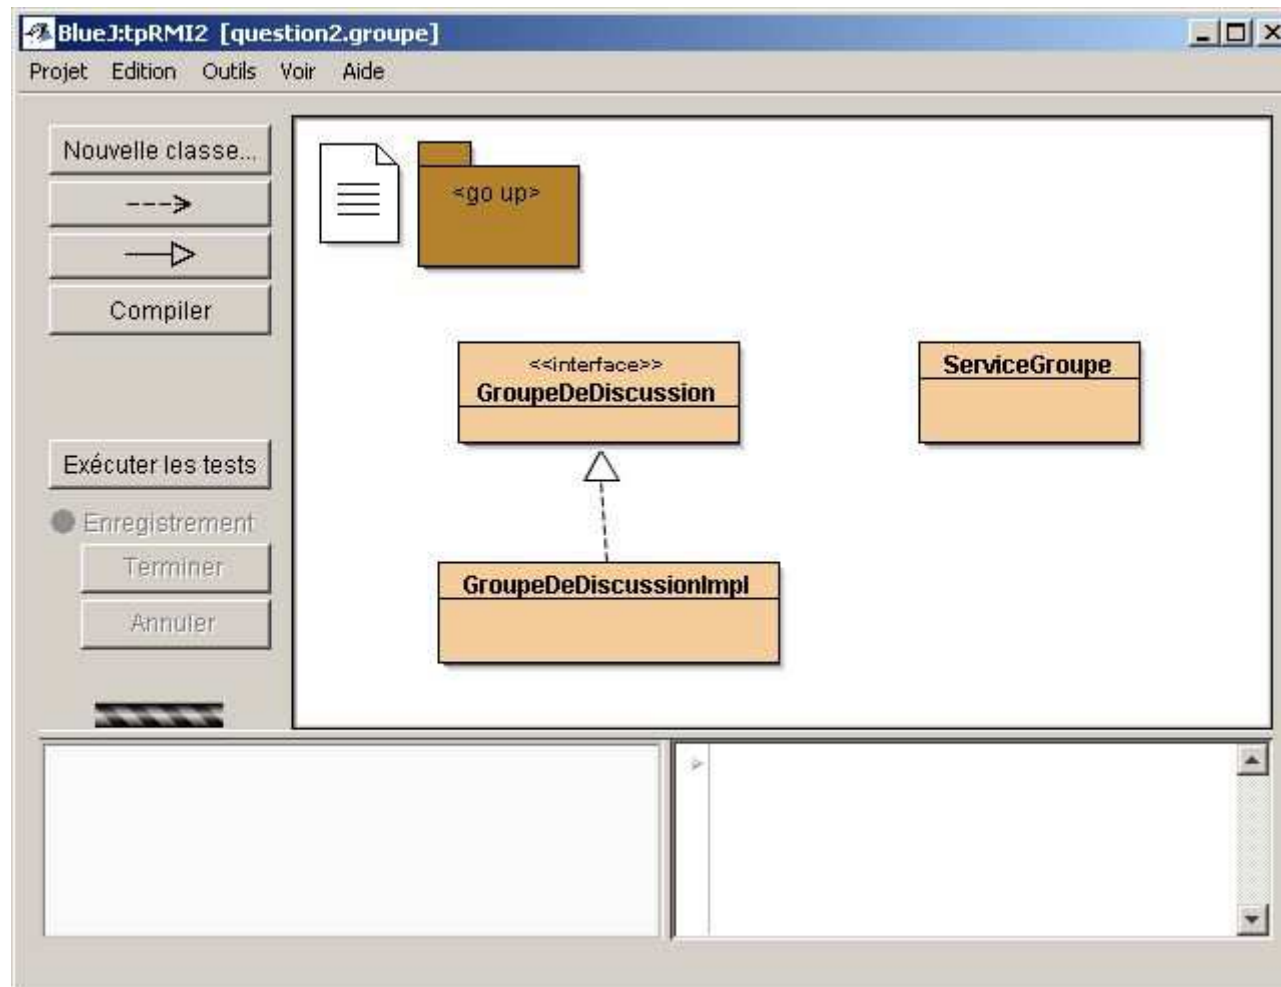 BlueJ:tpRMI2 [question2.groupe]
Projet Edition Outils Voir Aide
Nouvelle classe...
<go up>
Compiler
<<interface>>
GroupeDeDiscussion
ServiceGroupe
Exécuter les tests
Enregistrement
Terminer
GroupeDeDiscussionImpl
Annuler